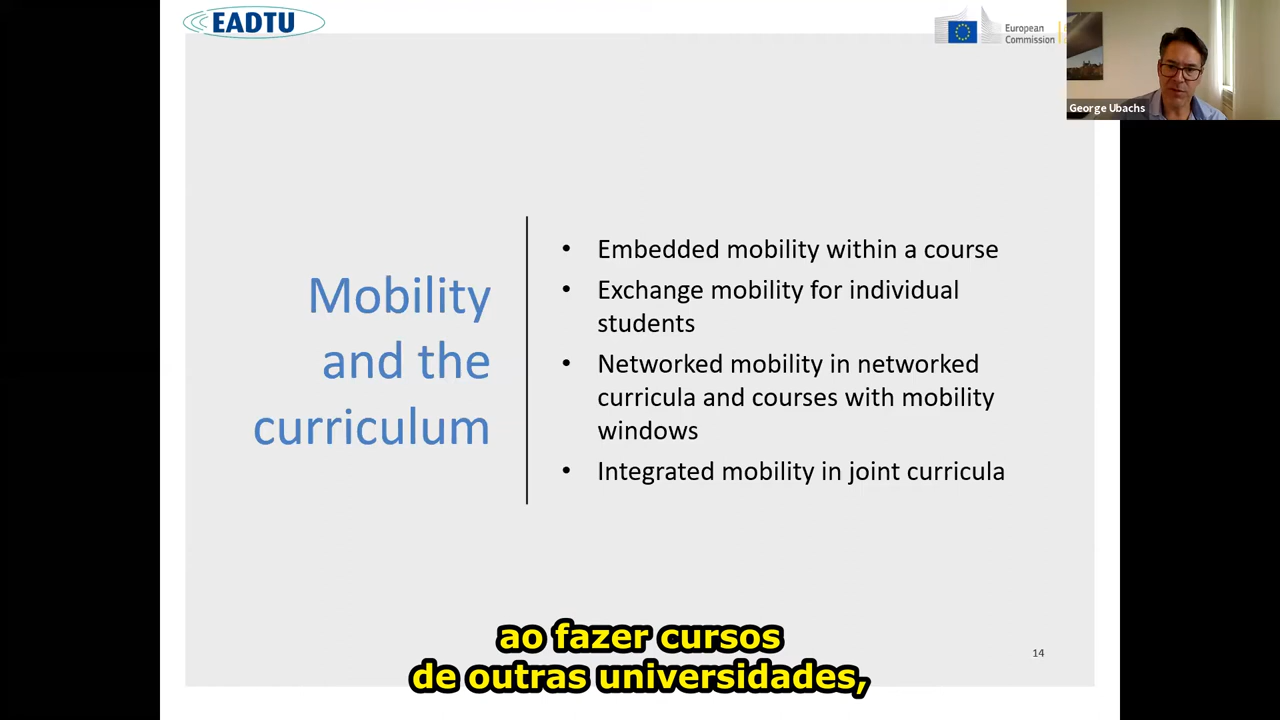 EADTU
European
Commission
George Ubachs
Mobility
and the
curriculum
• Embedded mobility within a course
• Exchange mobility for individual
students
• Networked mobility in networked
curricula and courses with mobility
windows
• Integrated mobility in joint curricula
ao fazer cursos
de outras universidades,
14